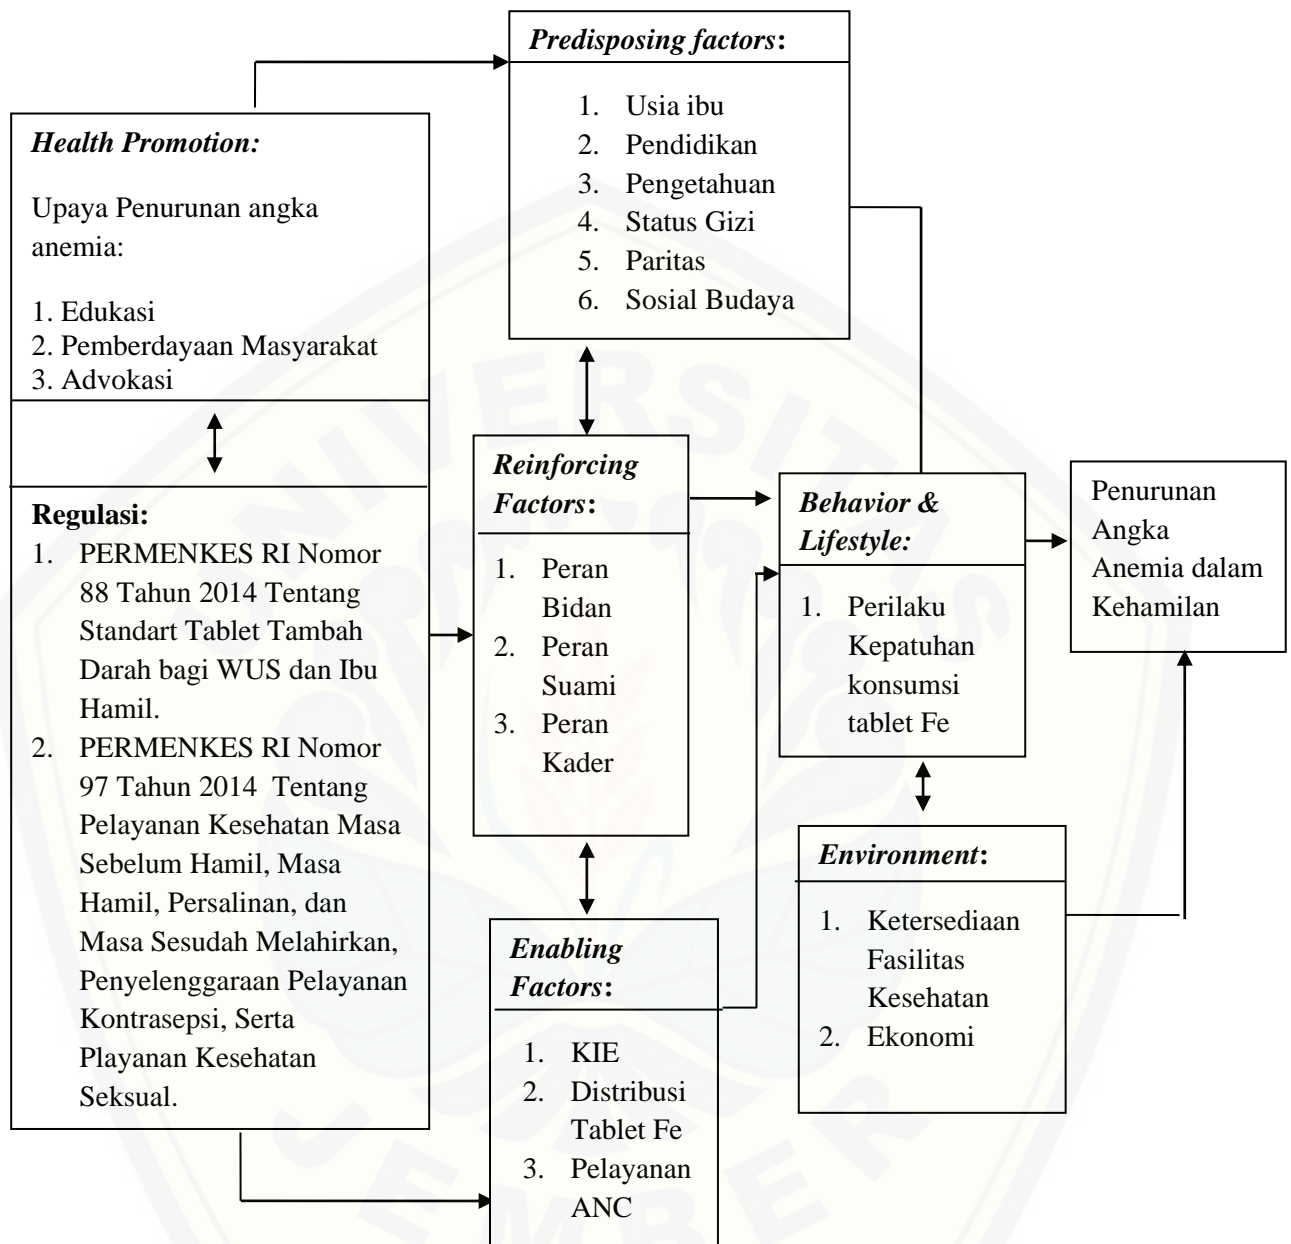 Predisposing factors:
1. Usia ibu
2. Pendidikan
3. Pengetahuan
4. Status Gizi
5. Paritas
6. Sosial Budaya
Health Promotion:
Upaya Penurunan angka
anemia:
1. Edukasi
2. Pemberdayaan Masyarakat
3. Advokasi
Regulasi:
1. PERMENKES RI Nomor
88 Tahun 2014 Tentang
Standart Tablet Tambah
Darah bagi WUS dan Ibu
Hamil.
2. PERMENKES RI Nomor
97 Tahun 2014 Tentang
Pelayanan Kesehatan Masa
Sebelum Hamil, Masa
Hamil, Persalinan, dan
Masa Sesudah Melahirkan,
Penyelenggaraan Pelayanan
Kontrasepsi, Serta
Playanan Kesehatan
Seksual.
Reinforcing
Factors:
1. Peran
Bidan
2. Peran
Suami
3. Peran
Kader
Enabling
Factors:
1. KIE
2. Distribusi
Tablet Fe
3. Pelayanan
ANC
Behavior &
Lifestyle:
1. Perilaku
Kepatuhan
konsumsi
tablet Fe
Environment:
1. Ketersediaan
Fasilitas
Kesehatan
2. Ekonomi
Penurunan
Angka
Anemia dalam
Kehamilan
UNIVERSITAS
JEMBER